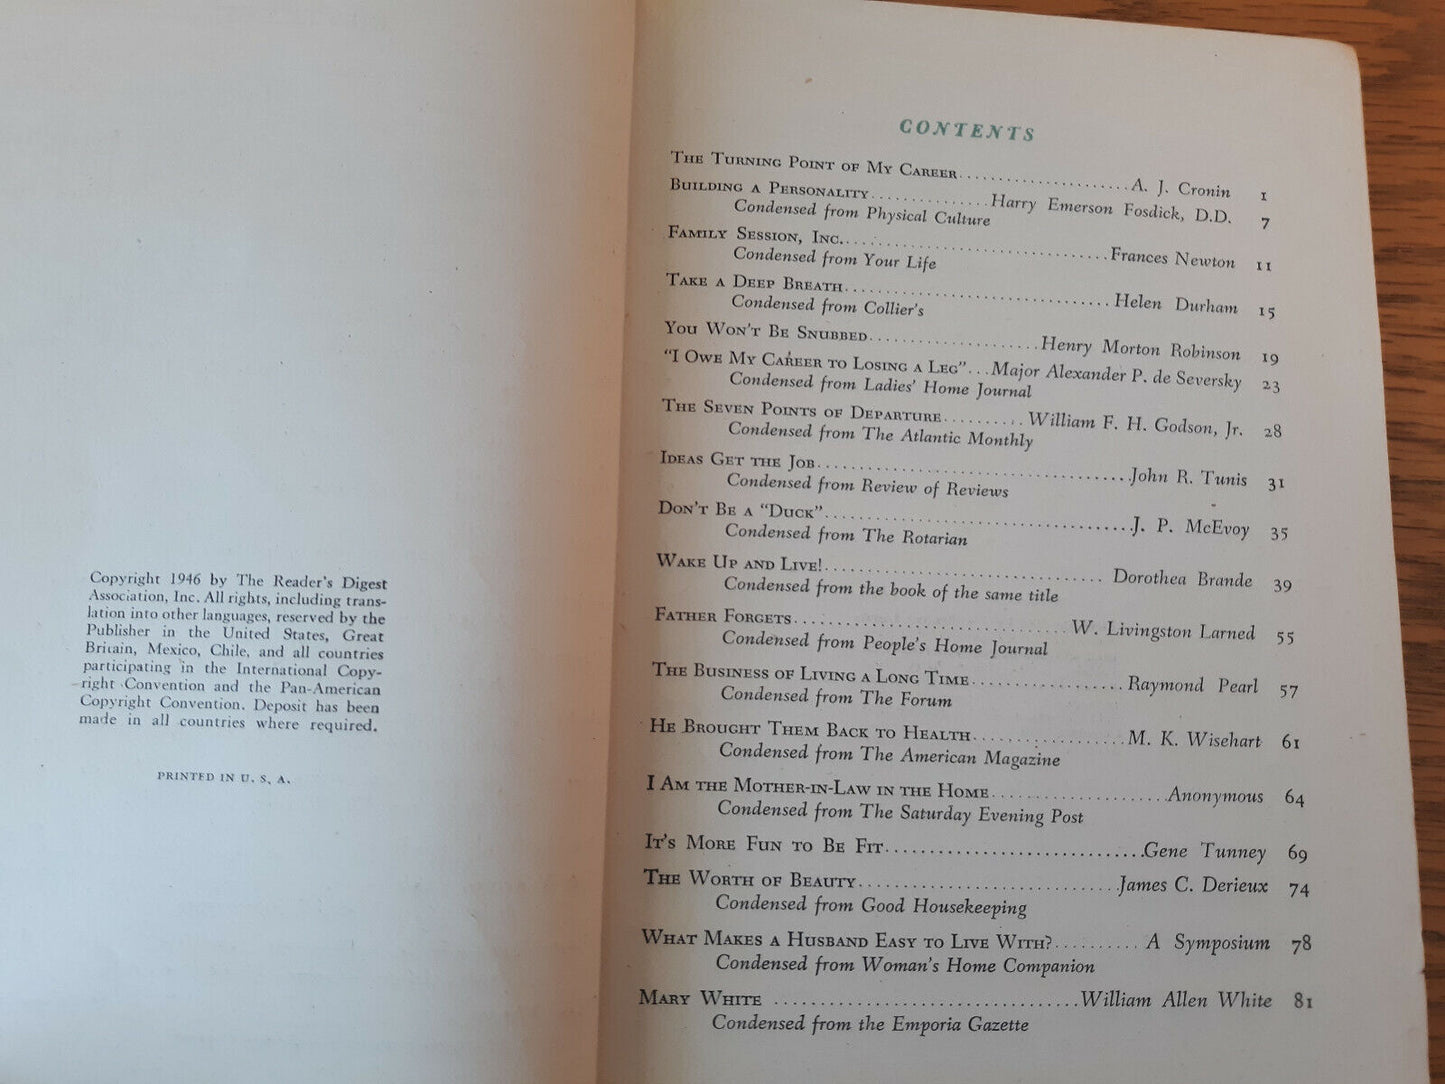 Copyright 1946 by The Reader's Digest
Association, Inc. All rights, including trans-
lation into other languages, reserved by the
Publisher in the United States, Great
Britain, Mexico, Chile, and all countries
participating in the International Copy-
right Convention and the Pan-American
Copyright Convention. Deposit has been
made in all countries where required.
PRINTED IN U. S. A.
CONTENTS
The Turning Point of My Career......................A. J. Cronin 1
Building a Personality...............Harry Emerson Fosdick, D.D. 7
Condensed from Physical Culture
Family Session, Inc..................................Frances Newton 11
Condensed from Your Life
Take a Deep Breath..................................Helen Durham 15
Condensed from Collier's
You Won't Be Snubbed....................Henry Morton Robinson 19
"I Owe My Career to Losing a Leg"...Major Alexander P. de Seversky 23
Condensed from Ladies' Home Journal
The Seven Points of Departure..........William F. H. Godson, Jr. 28
Condensed from The Atlantic Monthly
Ideas Get the Job...................................John R. Tunis 31
Condensed from Review of Reviews
Don't Be a "Duck"...................................J. P. McEvoy 35
Condensed from The Rotarian
Wake Up and Live!................................ Dorothea Brande 39
Condensed from the book of the same title
Father Forgets...............................W. Livingston Larned 55
Condensed from People's Home Journal
The Business of Living a Long Time.................Raymond Pearl 57
Condensed from The Forum
He Brought Them Back to Health.................M. K. Wisehart 61
Condensed from The American Magazine
I Am the Mother-in-Law in the Home....................Anonymous 64
Condensed from The Saturday Evening Post
It's More Fun to Be Fit.............................Gene Tunney 69
The Worth of Beauty.............................James C. Derieux 74
Condensed from Good Housekeeping
What Makes a Husband Easy to Live With?.......... A Symposium 78
Condensed from Woman's Home Companion
Mary White ..................................William Allen White 81
Condensed from the Emporia Gazette